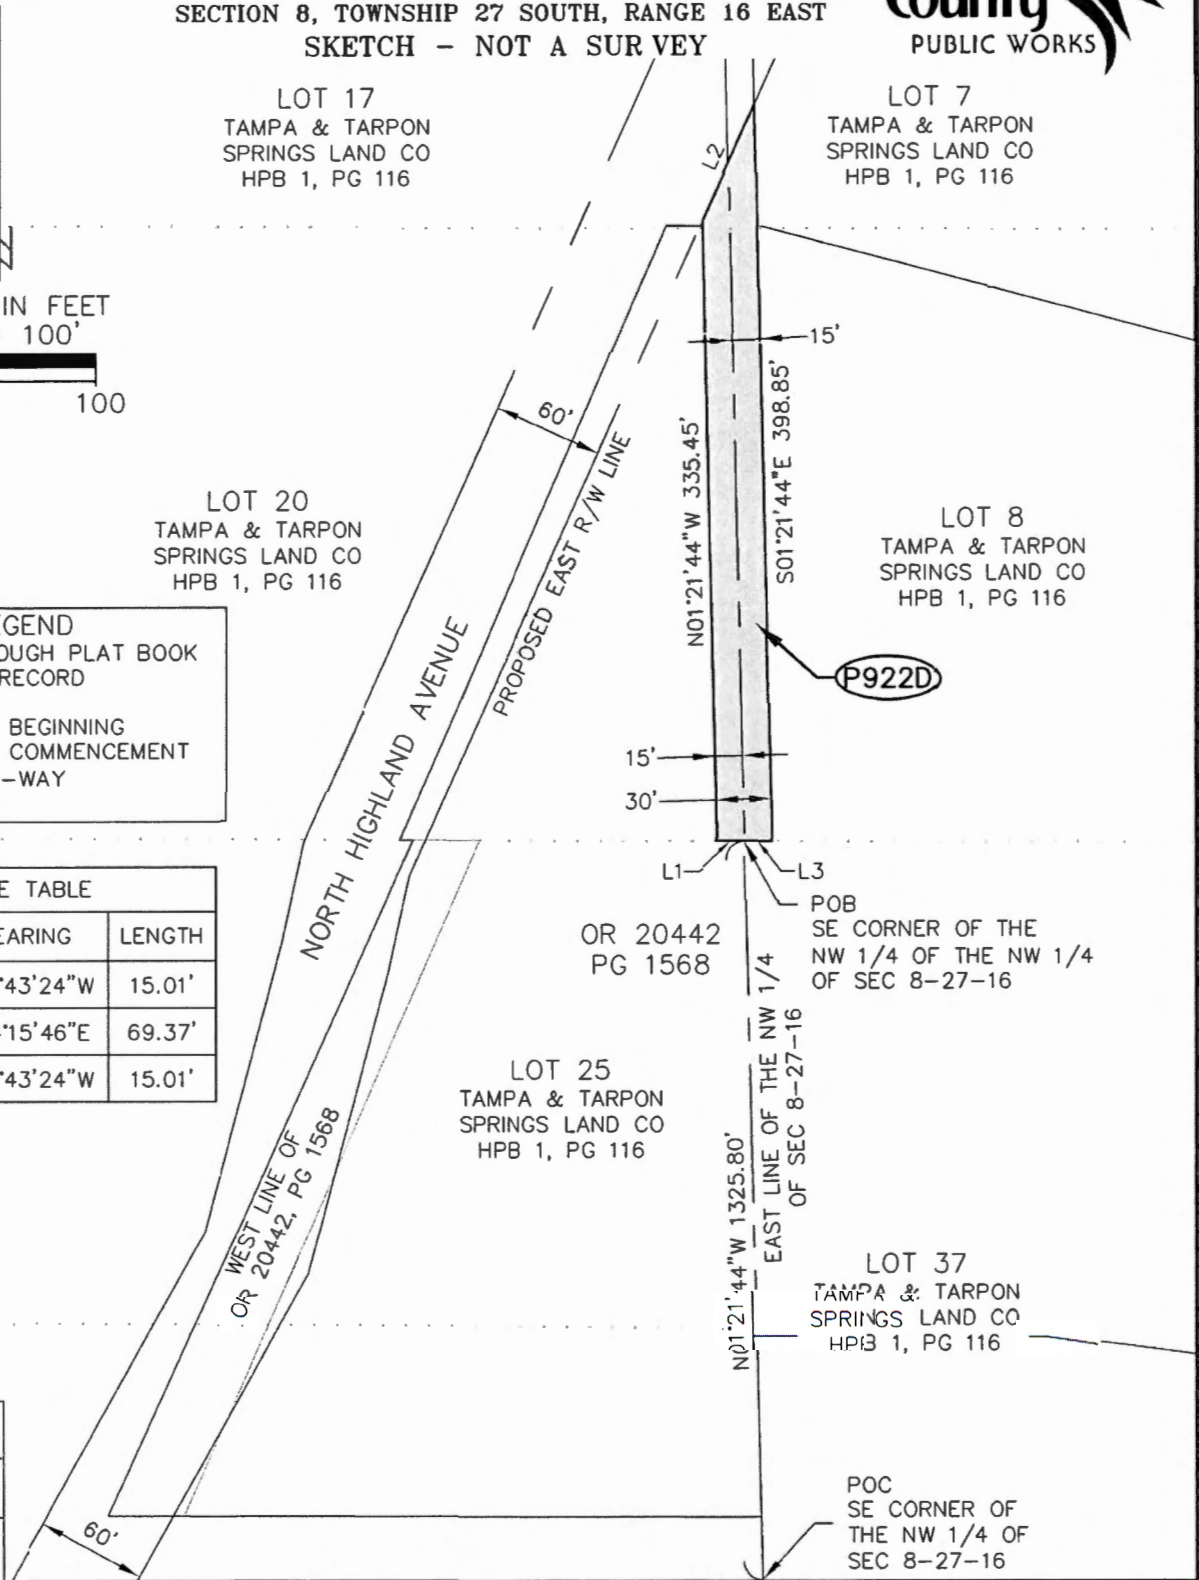 SECTION 8, TOWNSHIP 27 SOUTH, RANGE 16 EAST
SKETCH - NOT A SURVEY
County
PUBLIC WORKS
LOT 17
TAMPA & TARPON
SPRINGS LAND CO
HPB 1, PG 116
LOT 7
TAMPA & TARPON
SPRINGS LAND CO
HPB 1, PG 116
L2
IN FEET
100'
100
15'
60'
N01°21'44"W 335.45'
S01°21'44"E 398.85'
PROPOSED EAST R/W LINE
LOT 20
TAMPA & TARPON
SPRINGS LAND CO
HPB 1, PG 116
LOT 8
TAMPA & TARPON
SPRINGS LAND CO
HPB 1, PG 116
P922D
NORTH HIGHLAND AVENUE
GEND
OUGH PLAT BOOK
RECORD
BEGINNING
COMMENCEMENT
-WAY
15'
30'
L1
L3
POB
SE CORNER OF THE
NW 1/4 OF THE NW 1/4
OF SEC 8-27-16
E TABLE
EARING LENGTH
°43'24"W 15.01'
°15'46"E 69.37'
°43'24"W 15.01'
OR 20442
PG 1568
LOT 25
TAMPA & TARPON
SPRINGS LAND CO
HPB 1, PG 116
N01°21'44"W 1325.80'
EAST LINE OF THE NW 1/4
OF SEC 8-27-16
WEST LINE OF
OR 20442, PG 1568
LOT 37
TAMPA & TARPON
SPRINGS LAND CO
HPB 1, PG 116
60'
POC
SE CORNER OF
THE NW 1/4 OF
SEC 8-27-16